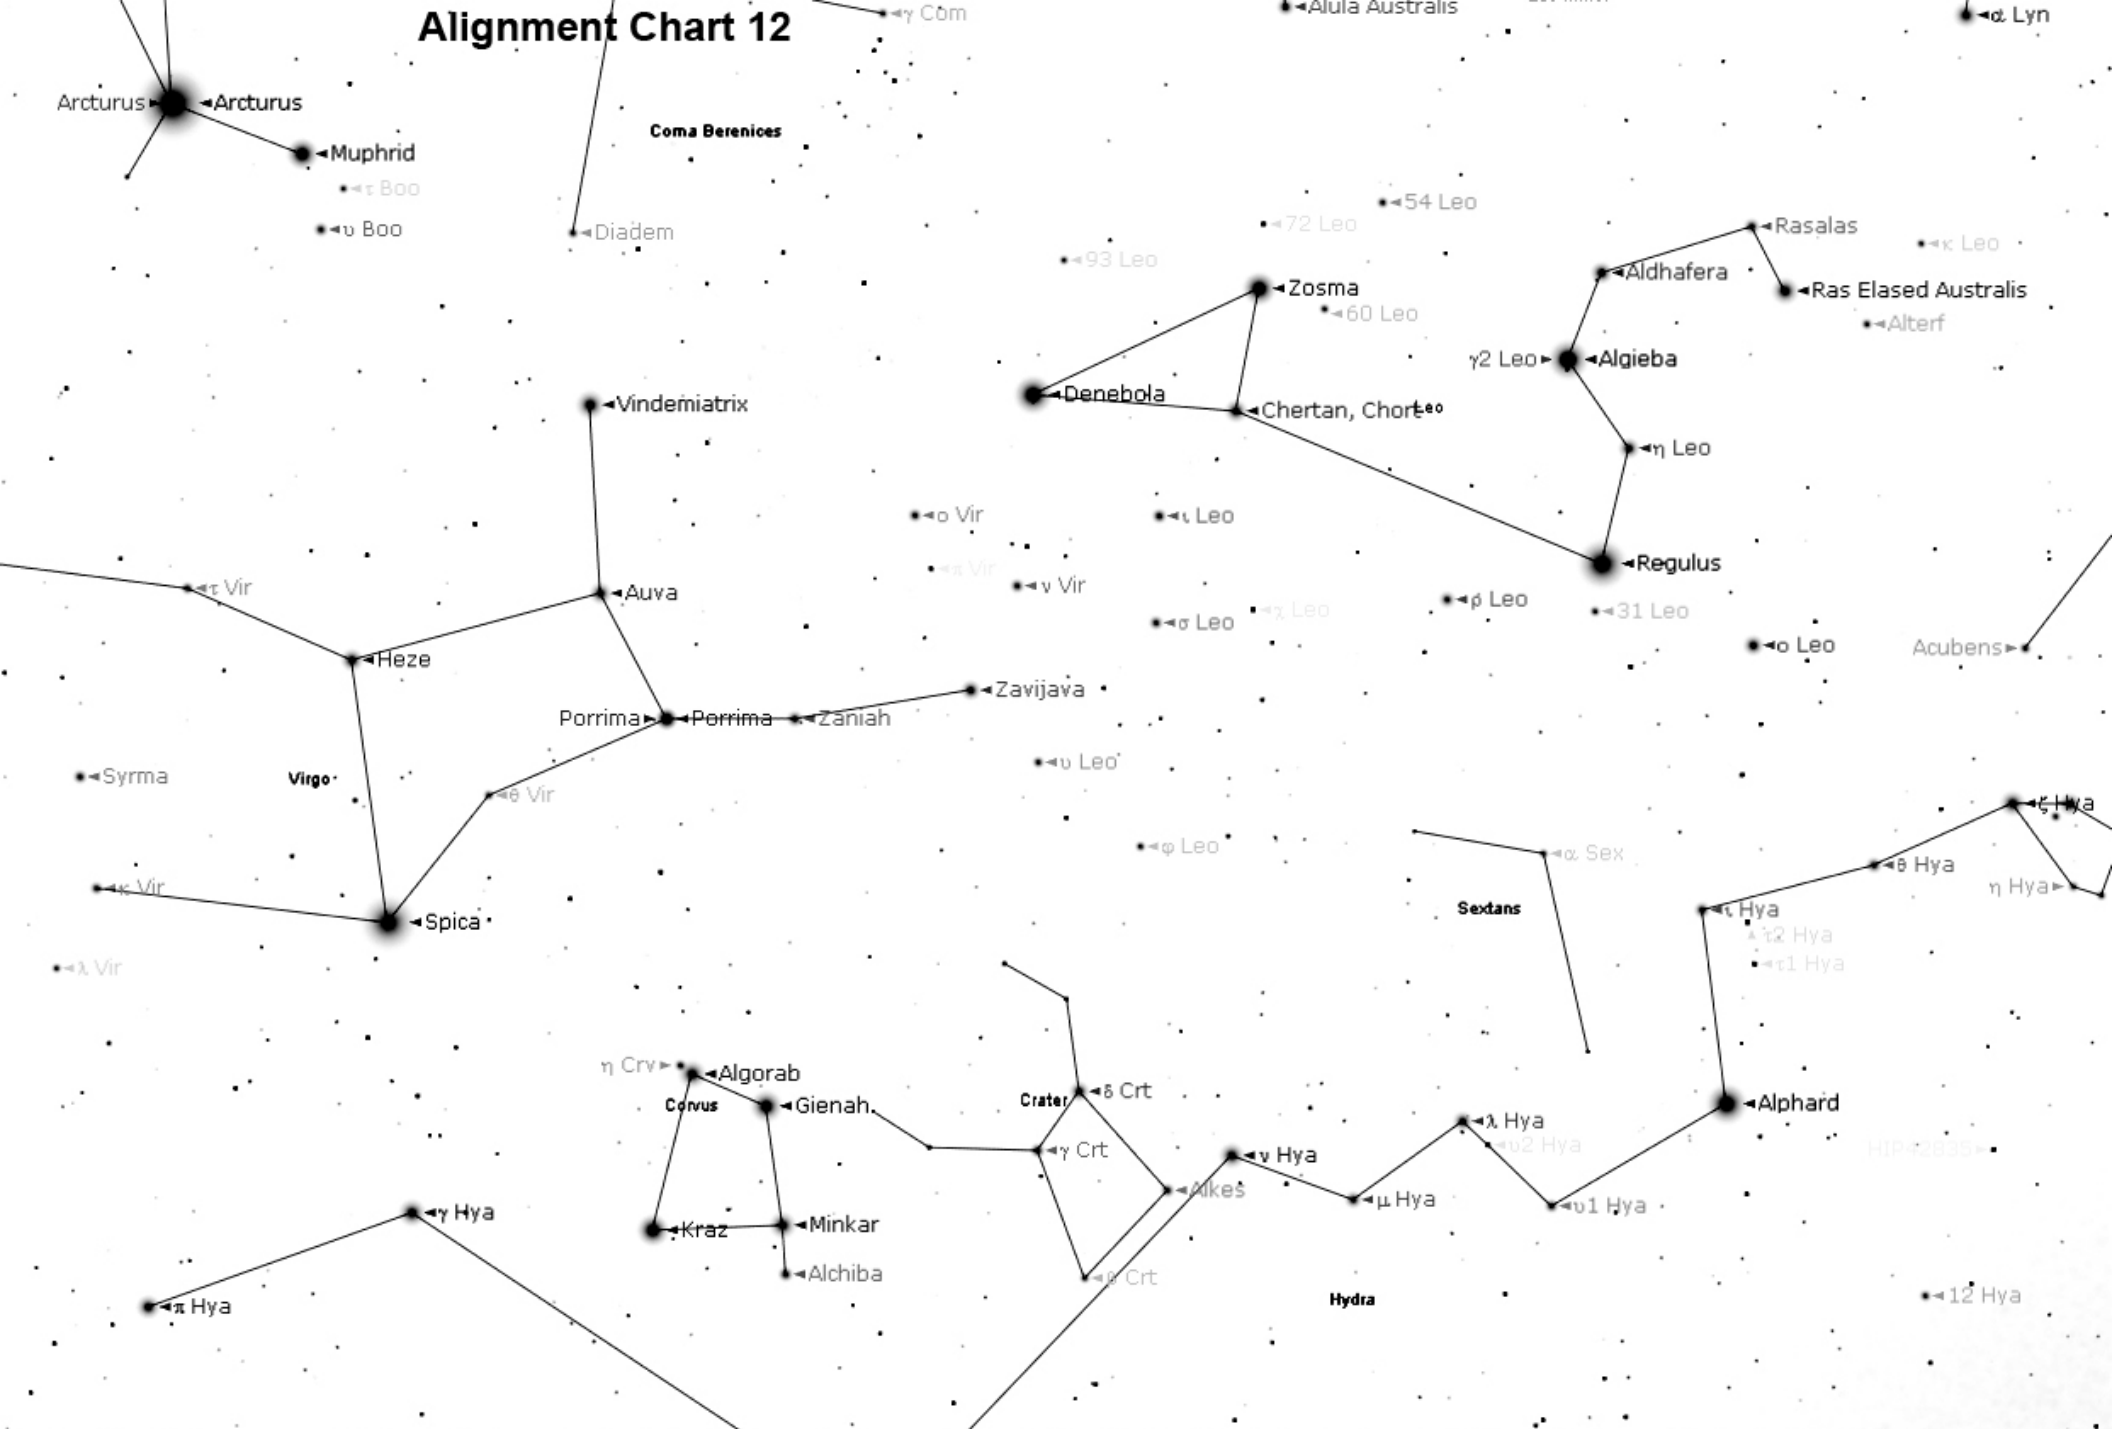 Alignment Chart 12
γ Com
Alula Australis
α Lyn
Arcturus Arcturus
Coma Berenices
Muphrid
τ Boo
υ Boo
Diadem
54 Leo
72 Leo
Rasalas
κ Leo
93 Leo
Aldhafera
Zosma
Ras Elased Australis
60 Leo
Alterf
γ2 Leo Algieba
Denebola
Vindemiatrix
Chertan, Chort
Leo
η Leo
ο Vir
ι Leo
Regulus
π Vir
τ Vir
ν Vir
Auva
ρ Leo
χ Leo
31 Leo
σ Leo
ο Leo
Acubens
Heze
Zavijava
Porrima Porrima
Zaniah
υ Leo
Syrma
Virgo
θ Vir
ζ Hya
φ Leo
α Sex
θ Hya
κ Vir
η Hya
Sextans
ι Hya
Spica
τ2 Hya
λ Vir
τ1 Hya
η Crv
Algorab
δ Crt
Crater
Corvus
Gienah
Alphard
λ Hya
υ2 Hya
γ Crt
HIP42835
ν Hya
Alkes
μ Hya
υ1 Hya
γ Hya
Kraz
Minkar
Alchiba
β Crt
12 Hya
Hydra
π Hya